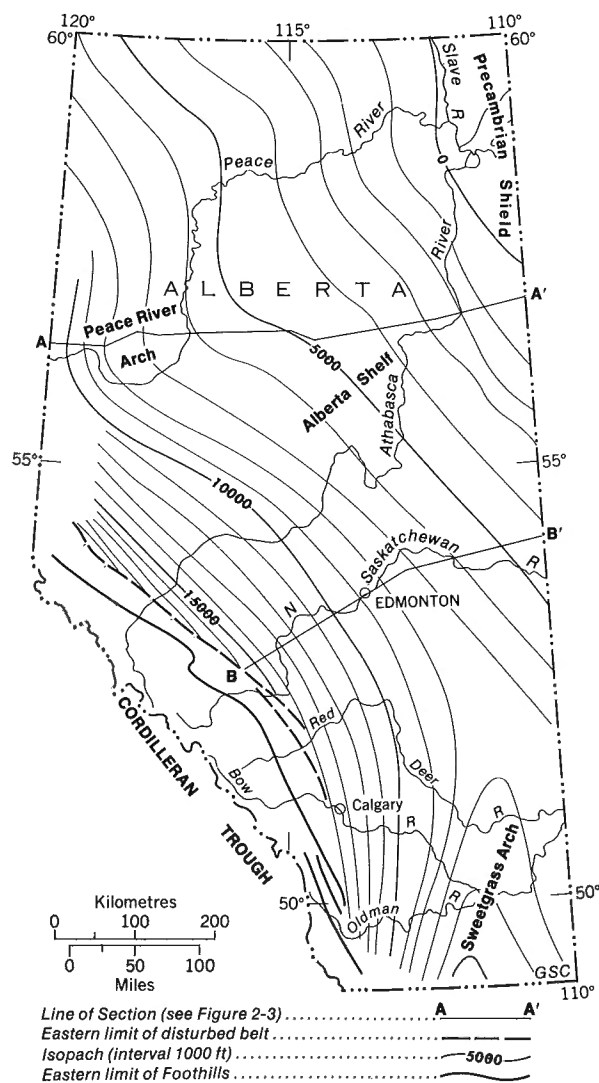 120°
60°
115°
110°
60°
Slave R
Precambrian Shield
0
Peace River
River
ALBERTA
A
A'
Peace River Arch
5000
Alberta Shelf
Athabasca
55°
55°
10000
B'
Saskatchewan
R
N
15000
EDMONTON
B
Red
Deer
R
CORDILLERAN TROUGH
Bow
Calgary
R
Sweetgrass Arch
Kilometres
0 100 200
0 50 100
Miles
50°
50°
Oldman
R
GSC
110°
Line of Section (see Figure 2-3) A A'
Eastern limit of disturbed belt
Isopach (interval 1000 ft) 5000
Eastern limit of Foothills